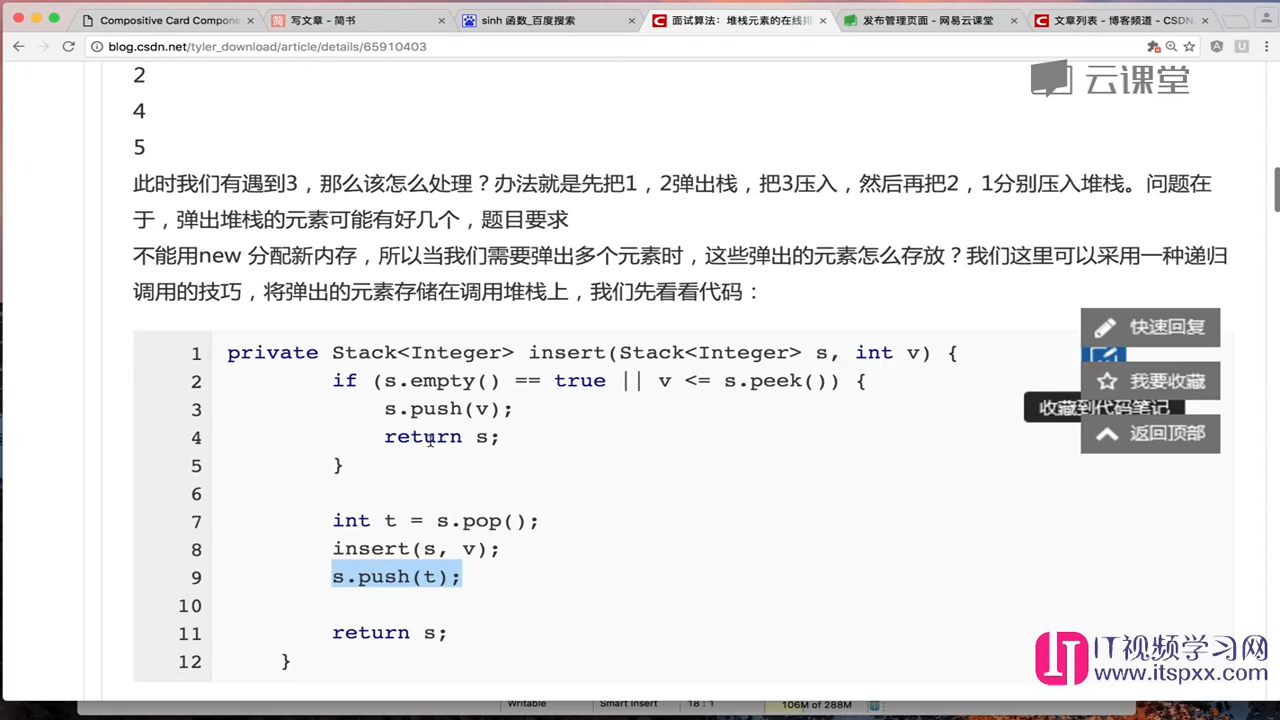 Compositive Card Compone
写文章 - 简书
sinh 函数_百度搜索
面试算法：堆栈元素的在线排
发布管理页面 - 网易云课堂
文章列表 - 博客频道 - CSDN.
blog.csdn.net/tyler_download/article/details/65910403
云课堂
2
4
5
此时我们有遇到3，那么该怎么处理？办法就是先把1，2弹出栈，把3压入，然后再把2，1分别压入堆栈。问题在
于，弹出堆栈的元素可能有好几个，题目要求
不能用new 分配新内存，所以当我们需要弹出多个元素时，这些弹出的元素怎么存放？我们这里可以采用一种递归
调用的技巧，将弹出的元素存储在调用堆栈上，我们先看看代码：
快速回复
我要收藏
收藏到代码笔记
返回顶部
1 private Stack<Integer> insert(Stack<Integer> s, int v) {
2 if (s.empty() == true || v <= s.peek()) {
3 s.push(v);
4 return s;
5 }
6
7 int t = s.pop();
8 insert(s, v);
9 s.push(t);
10
11 return s;
12 }
IT视频学习网
www.itspxx.com
Writable
Smart Insert
18 : 1
106M of 288M